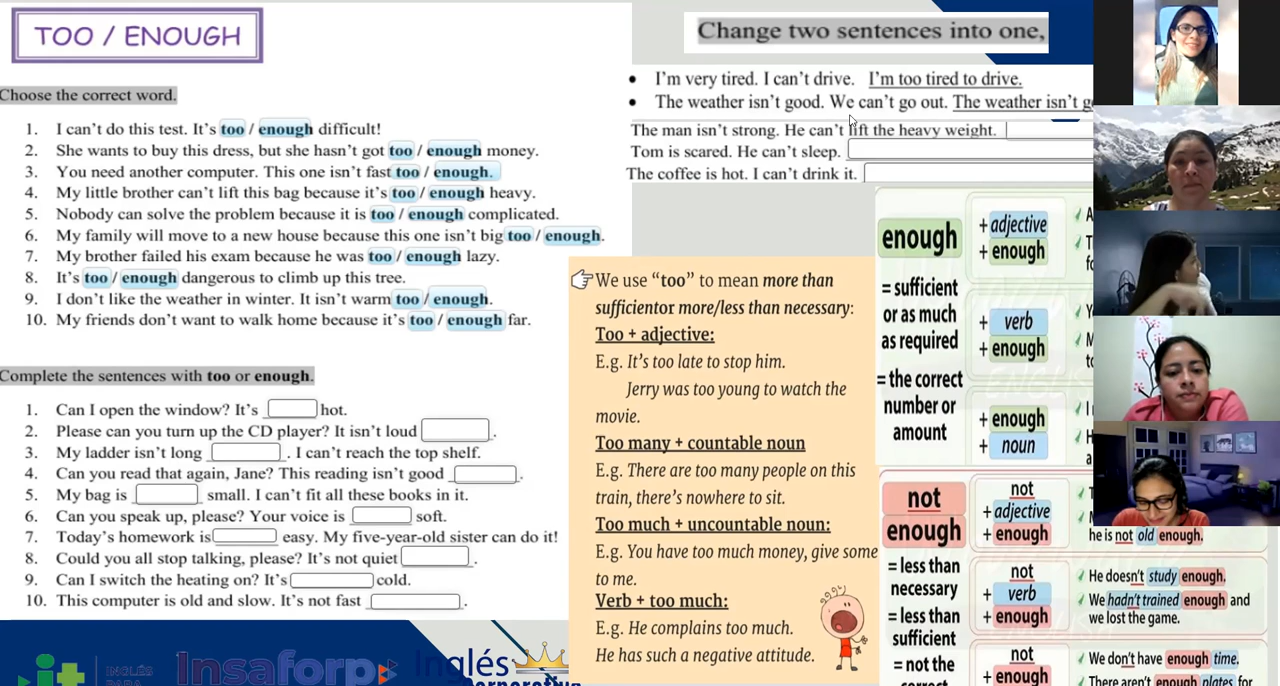 TOO / ENOUGH
Choose the correct word.
1. I can't do this test. It's too / enough difficult!
2. She wants to buy this dress, but she hasn't got too / enough money.
3. You need another computer. This one isn't fast too / enough.
4. My little brother can't lift this bag because it's too / enough heavy.
5. Nobody can solve the problem because it is too / enough complicated.
6. My family will move to a new house because this one isn't big too / enough.
7. My brother failed his exam because he was too / enough lazy.
8. It's too / enough dangerous to climb up this tree.
9. I don't like the weather in winter. It isn't warm too / enough.
10. My friends don't want to walk home because it's too / enough far.
Complete the sentences with too or enough.
1. Can I open the window? It's hot.
2. Please can you turn up the CD player? It isn't loud .
3. My ladder isn't long . I can't reach the top shelf.
4. Can you read that again, Jane? This reading isn't good .
5. My bag is small. I can't fit all these books in it.
6. Can you speak up, please? Your voice is soft.
7. Today's homework is easy. My five-year-old sister can do it!
8. Could you all stop talking, please? It's not quiet .
9. Can I switch the heating on? It's cold.
10. This computer is old and slow. It's not fast .
INGLÉS
Insaforp
Inglés
Change two sentences into one,
• I'm very tired. I can't drive. I'm too tired to drive.
• The weather isn't good. We can't go out. The weather isn't
The man isn't strong. He can't lift the heavy weight.
Tom is scared. He can't sleep.
The coffee is hot. I can't drink it.
We use "too" to mean more than
sufficientor more/less than necessary:
Too + adjective:
E.g. It's too late to stop him.
Jerry was too young to watch the
movie.
Too many + countable noun
E.g. There are too many people on this
train, there's nowhere to sit.
Too much + uncountable noun:
E.g. You have too much money, give some
to me.
Verb + too much:
E.g. He complains too much.
He has such a negative attitude.
enough
= sufficient
or as much
as required
= the correct
number or
amount
+ adjective
+ enough
+ verb
+ enough
+ enough
+ noun
not
enough
= less than
necessary
= less than
sufficient
= not the
not
+ adjective
+ enough
he is not old enough.
not
+ verb
+ enough
He doesn't study enough.
We hadn't trained enough and
we lost the game.
not
+ enough
We don't have enough time.
There aren't enough plates for